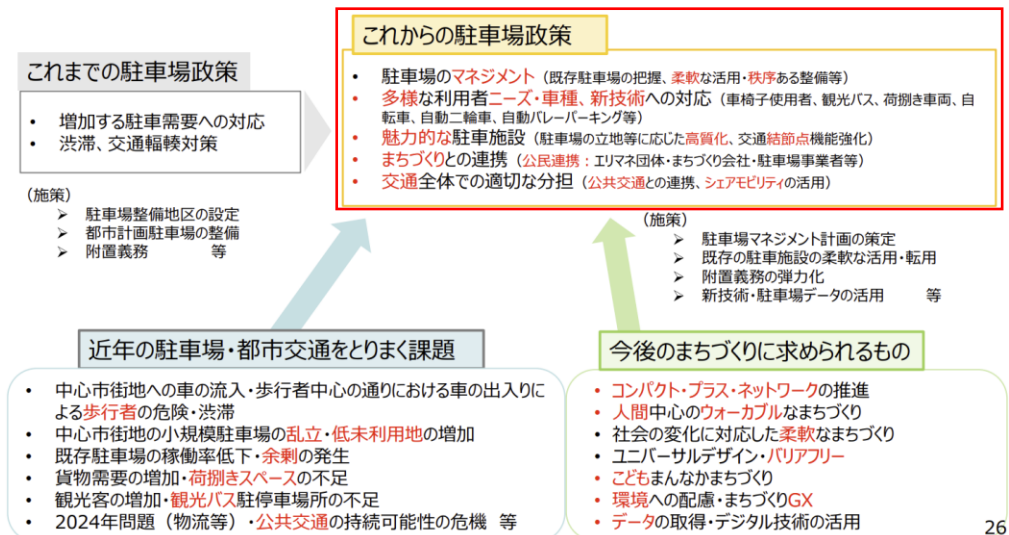 これまでの駐車場政策
• 増加する駐車需要への対応
• 渋滞、交通輻輳対策
(施策)
➢ 駐車場整備地区の設定
➢ 都市計画駐車場の整備
➢ 附置義務 等
これからの駐車場政策
• 駐車場のマネジメント（既存駐車場の把握、柔軟な活用・秩序ある整備等）
• 多様な利用者ニーズ・車種、新技術への対応（車椅子使用者、観光バス、荷捌き車両、自
転車、自動二輪車、自動バレーパーキング等）
• 魅力的な駐車施設（駐車場の立地等に応じた高質化、交通結節点機能強化）
• まちづくりとの連携（公民連携：エリマネ団体・まちづくり会社・駐車場事業者等）
• 交通全体での適切な分担（公共交通との連携、シェアモビリティの活用）
(施策)
➢ 駐車場マネジメント計画の策定
➢ 既存の駐車施設の柔軟な活用・転用
➢ 附置義務の弾力化
➢ 新技術・駐車場データの活用 等
近年の駐車場・都市交通をとりまく課題
• 中心市街地への車の流入・歩行者中心の通りにおける車の出入りに
よる歩行者の危険・渋滞
• 中心市街地の小規模駐車場の乱立・低未利用地の増加
• 既存駐車場の稼働率低下・余剰の発生
• 貨物需要の増加・荷捌きスペースの不足
• 観光客の増加・観光バス駐停車場所の不足
• 2024年問題（物流等）・公共交通の持続可能性の危機 等
今後のまちづくりに求められるもの
• コンパクト・プラス・ネットワークの推進
• 人間中心のウォーカブルなまちづくり
• 社会の変化に対応した柔軟なまちづくり
• ユニバーサルデザイン・バリアフリー
• こどもまんなかまちづくり
• 環境への配慮・まちづくりGX
• データの取得・デジタル技術の活用
26